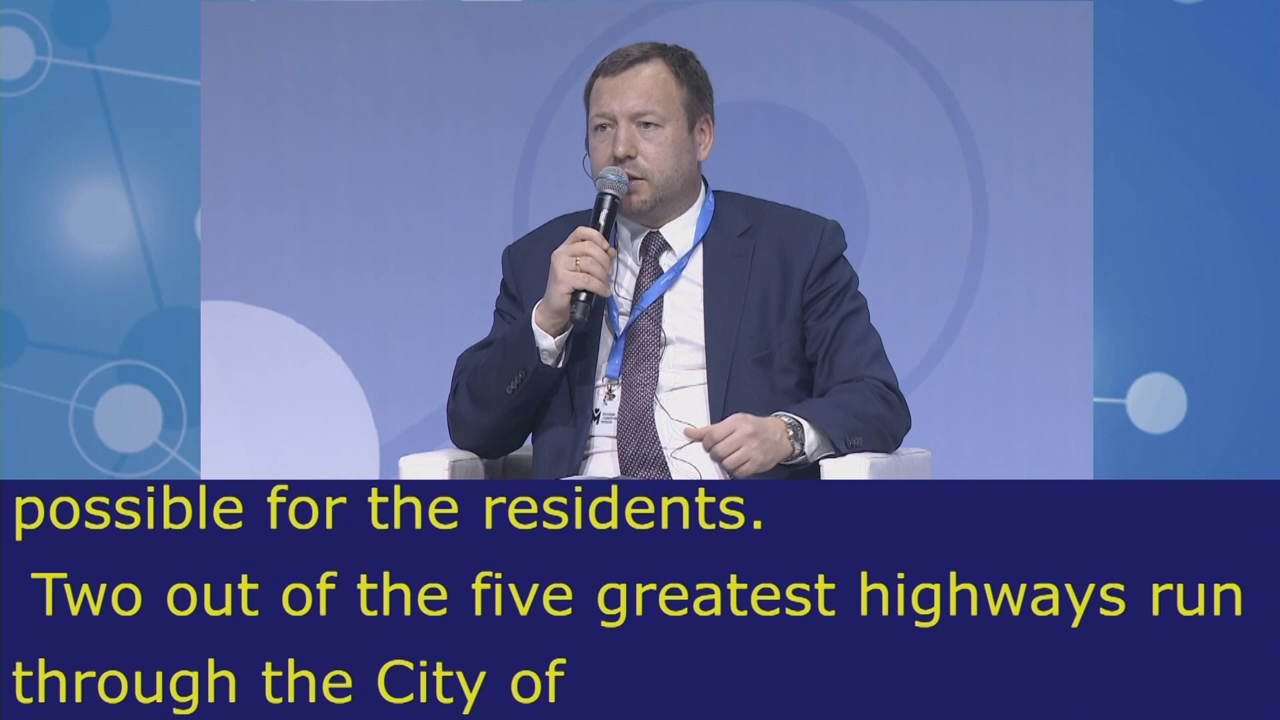 possible for the residents.
Two out of the five greatest highways run
through the City of